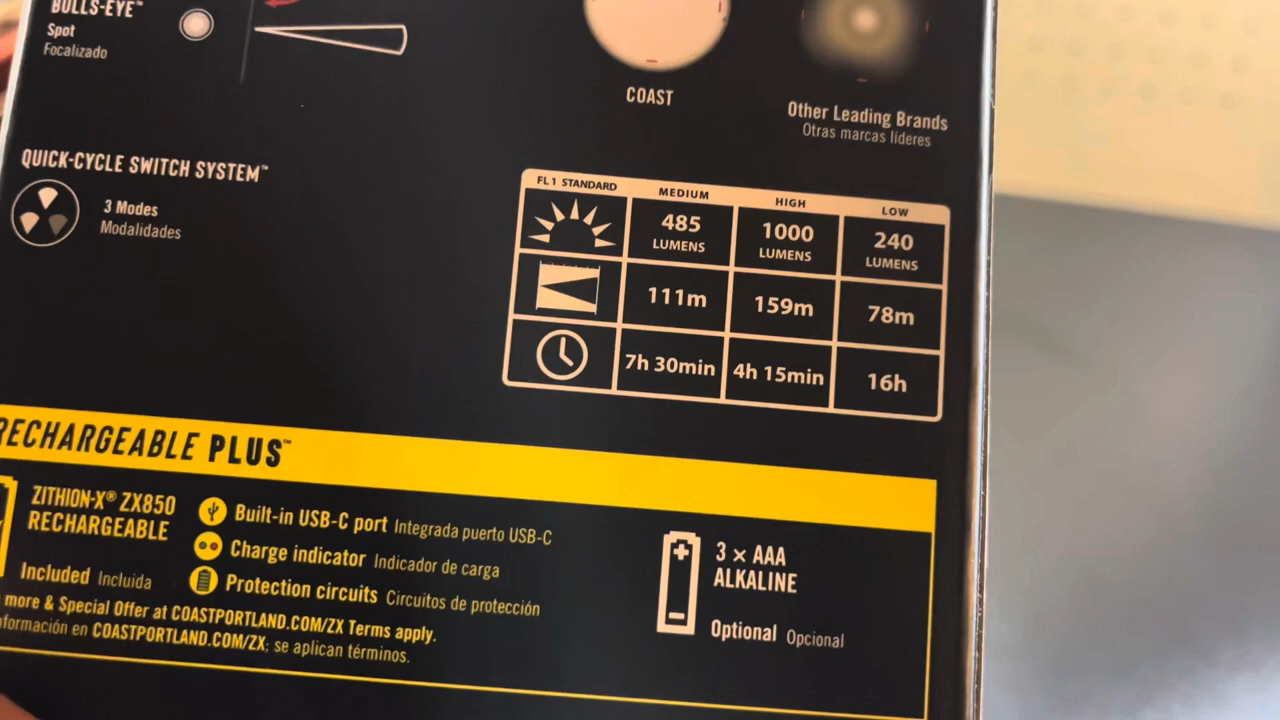 BULLS-EYE™
Spot
Focalizado
COAST
Other Leading Brands
Otras marcas líderes
QUICK-CYCLE SWITCH SYSTEM™
3 Modes
Modalidades
FL1 STANDARD MEDIUM HIGH LOW
485 LUMENS 1000 LUMENS 240 LUMENS
111m 159m 78m
7h 30min 4h 15min 16h
RECHARGEABLE PLUS™
ZITHION-X® ZX850
RECHARGEABLE
Included Incluida
Built-in USB-C port Integrada puerto USB-C
Charge indicator Indicador de carga
Protection circuits Circuitos de protección
more & Special Offer at COASTPORTLAND.COM/ZX Terms apply.
en COASTPORTLAND.COM/ZX; se aplican términos.
3 x AAA
ALKALINE
Optional Opcional